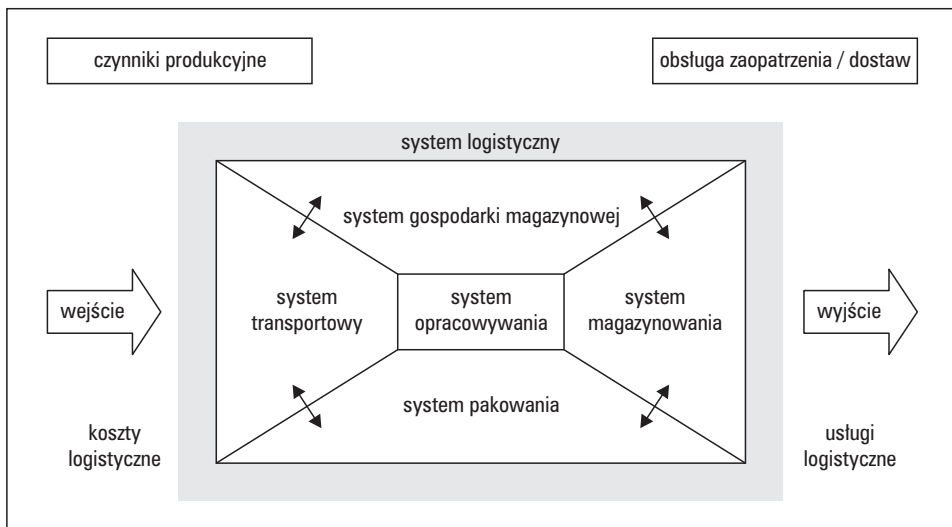 czynniki produkcyjne
obsługa zaopatrzenia / dostaw
system logistyczny
system gospodarki magazynowej
wejście
system
transportowy
system
opracowywania
system
magazynowania
wyjście
system pakowania
koszty
logistyczne
usługi
logistyczne